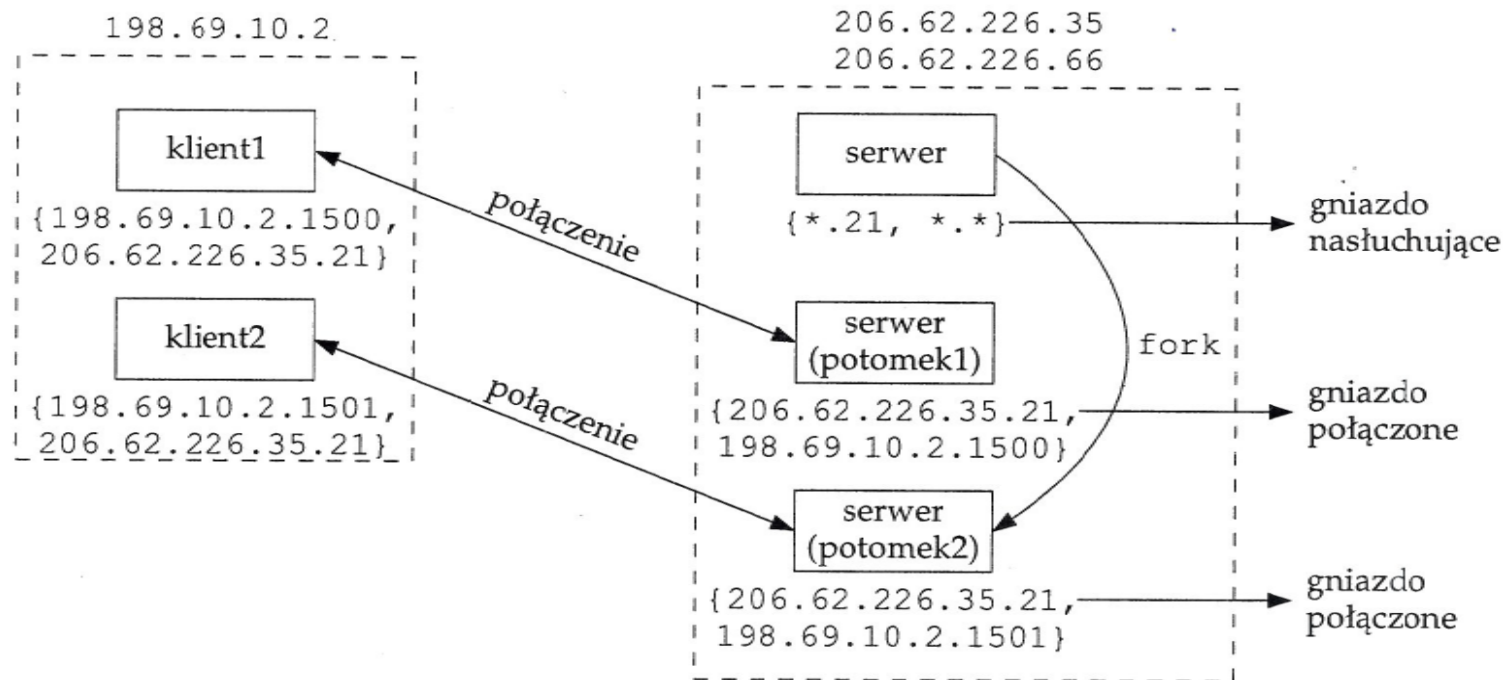 198.69.10.2
206.62.226.35
206.62.226.66
klient1
{198.69.10.2.1500,
206.62.226.35.21}
klient2
{198.69.10.2.1501,
206.62.226.35.21}
połączenie
połączenie
serwer
{*.21, *.*}
gniazdo
nasłuchujące
serwer
(potomek1)
fork
{206.62.226.35.21,
198.69.10.2.1500}
gniazdo
połączone
serwer
(potomek2)
{206.62.226.35.21,
198.69.10.2.1501}
gniazdo
połączone